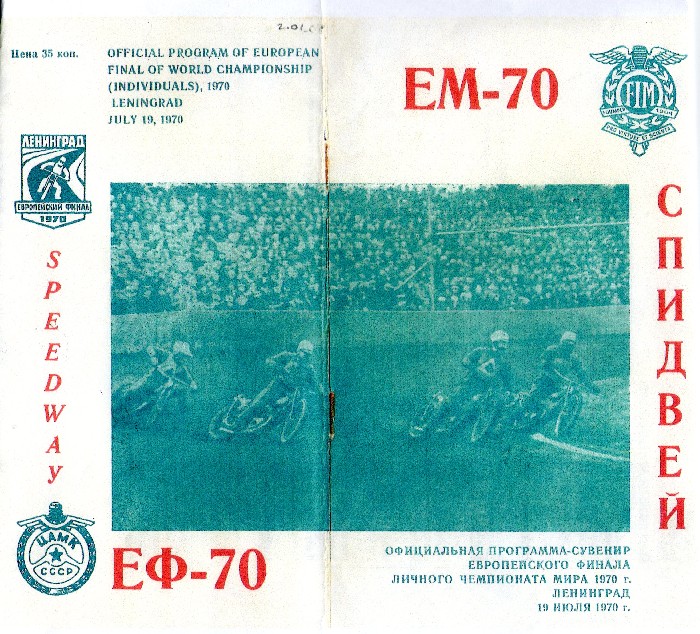 Цена 35 коп.
OFFICIAL PROGRAM OF EUROPEAN
FINAL OF WORLD CHAMPIONSHIP
(INDIVIDUALS), 1970
LENINGRAD
JULY 19, 1970
ЛЕНИНГРАД
ЕВРОПЕЙСКИЙ ФИНАЛ
1970
SPEEDWAY
ЦАМК
СССР
ЕФ-70
ЕМ-70
FIM
СПИДВЕЙ
ОФИЦИАЛЬНАЯ ПРОГРАММА-СУВЕНИР
ЕВРОПЕЙСКОГО ФИНАЛА
ЛИЧНОГО ЧЕМПИОНАТА МИРА 1970 г.
ЛЕНИНГРАД
19 ИЮЛЯ 1970 г.